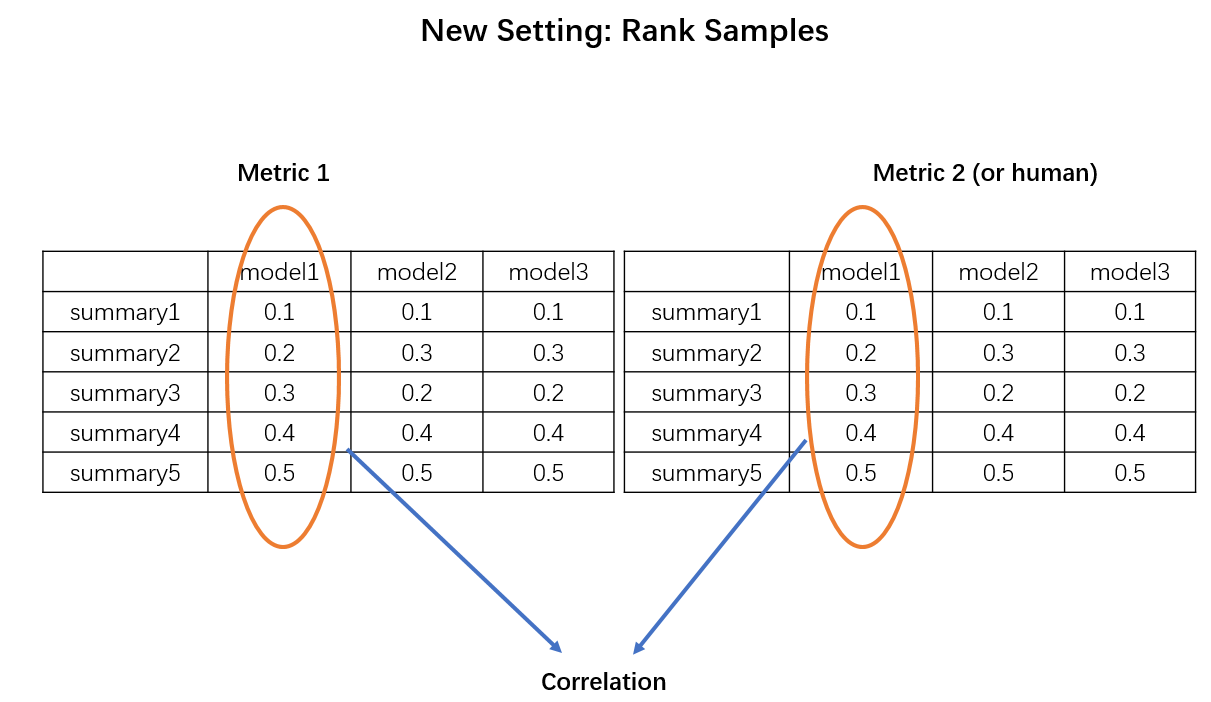 New Setting: Rank Samples
Metric 1
model1 model2 model3
summary1 0.1 0.1 0.1
summary2 0.2 0.3 0.3
summary3 0.3 0.2 0.2
summary4 0.4 0.4 0.4
summary5 0.5 0.5 0.5
Metric 2 (or human)
model1 model2 model3
summary1 0.1 0.1 0.1
summary2 0.2 0.3 0.3
summary3 0.3 0.2 0.2
summary4 0.4 0.4 0.4
summary5 0.5 0.5 0.5
Correlation